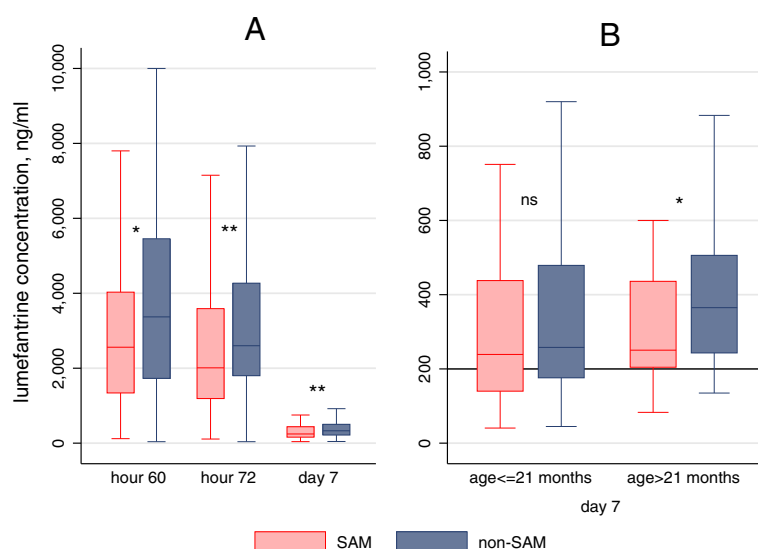 A
B
lumefantrine concentration, ng/ml
10,000
8,000
6,000
4,000
2,000
0
*
**
**
hour 60
hour 72
day 7
1,000
800
600
400
200
0
ns
*
age<=21 months
age>21 months
day 7
SAM
non-SAM